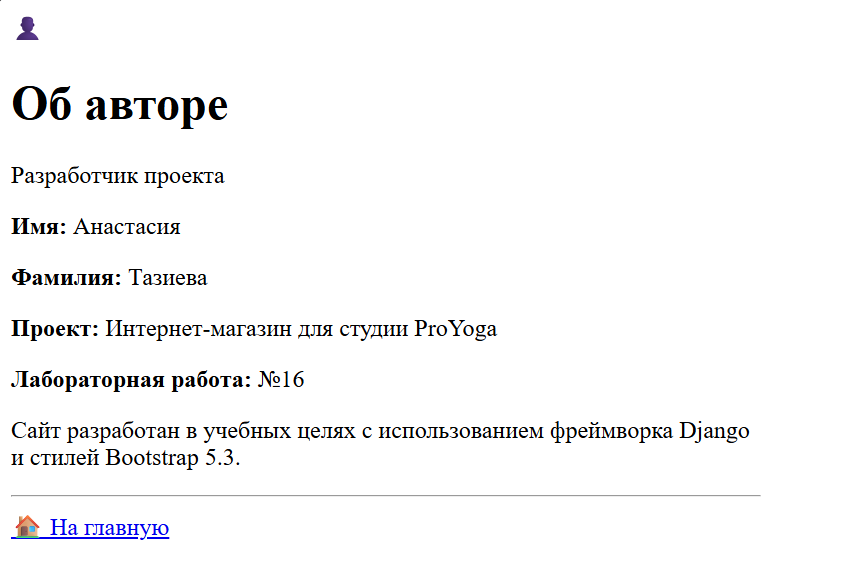 Об авторе
Разработчик проекта
Имя: Анастасия
Фамилия: Тазиева
Проект: Интернет-магазин для студии ProYoga
Лабораторная работа: №16
Сайт разработан в учебных целях с использованием фреймворка Django
и стилей Bootstrap 5.3.
На главную